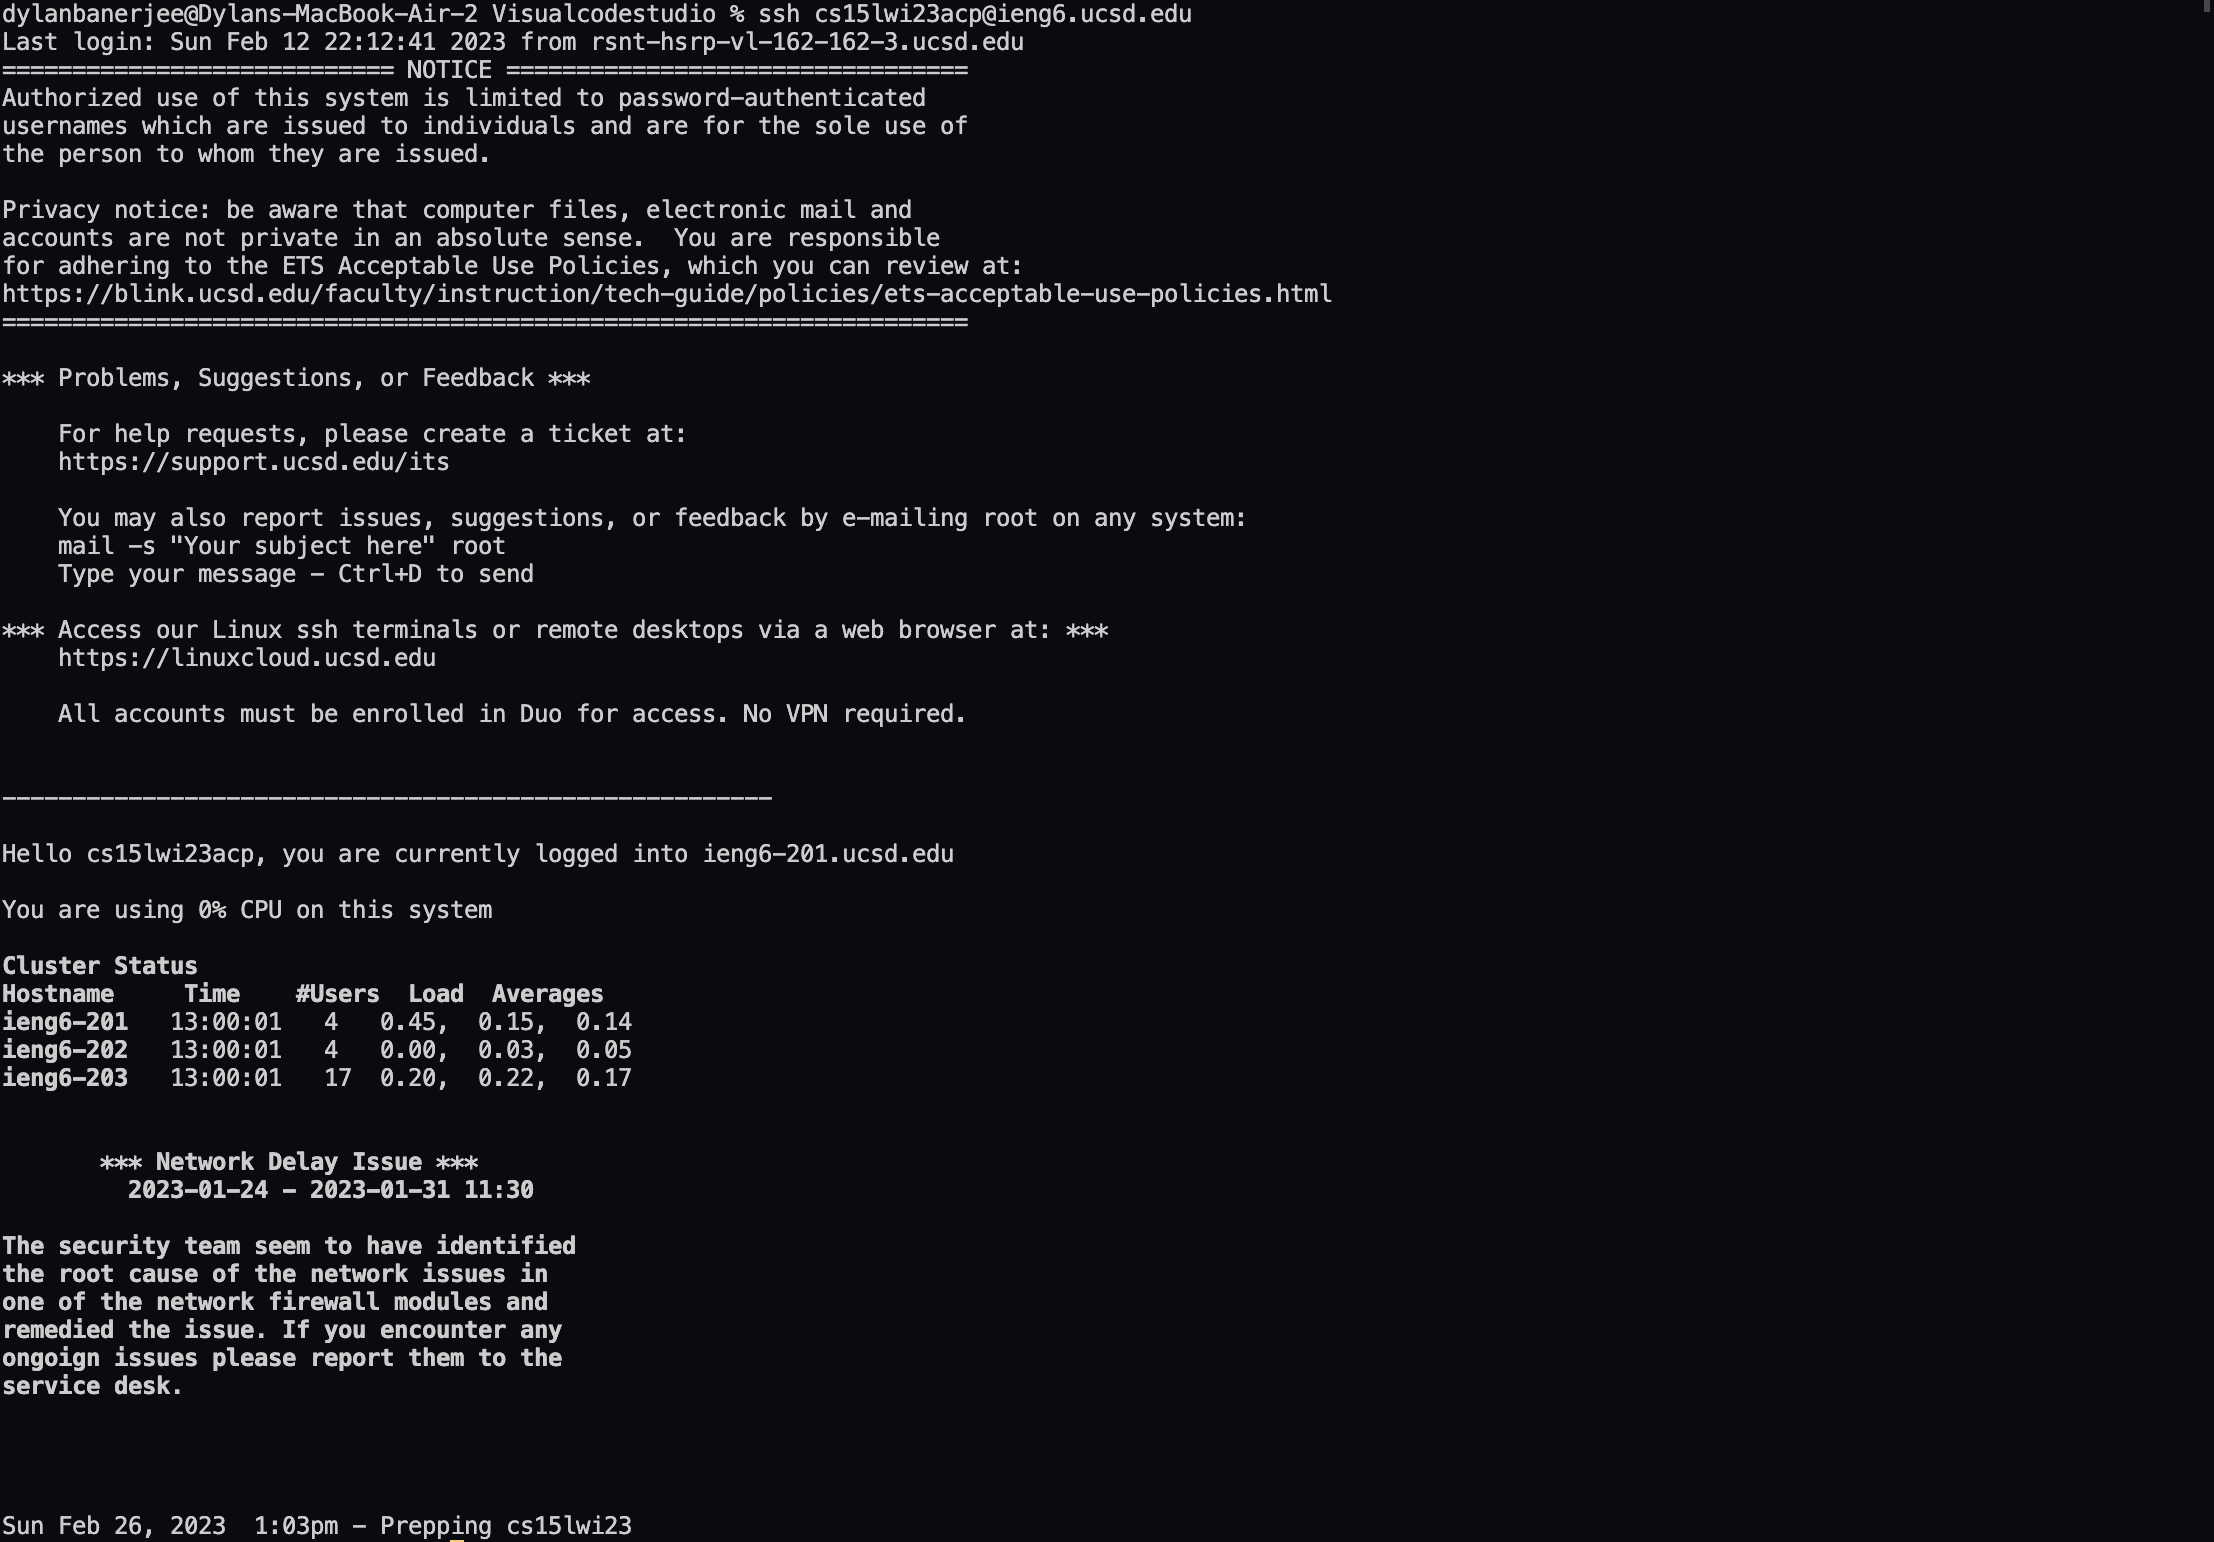 dylanbanerjee@Dylans-MacBook-Air-2 Visualcodestudio % ssh cs15lwi23acp@ieng6.ucsd.edu
Last login: Sun Feb 12 22:12:41 2023 from rsnt-hsrp-vl-162-162-3.ucsd.edu
============================ NOTICE =================================
Authorized use of this system is limited to password-authenticated
usernames which are issued to individuals and are for the sole use of
the person to whom they are issued.

Privacy notice: be aware that computer files, electronic mail and
accounts are not private in an absolute sense.  You are responsible
for adhering to the ETS Acceptable Use Policies, which you can review at:
https://blink.ucsd.edu/faculty/instruction/tech-guide/policies/ets-acceptable-use-policies.html
=====================================================================

*** Problems, Suggestions, or Feedback ***

    For help requests, please create a ticket at:
    https://support.ucsd.edu/its

    You may also report issues, suggestions, or feedback by e-mailing root on any system:
    mail -s "Your subject here" root
    Type your message - Ctrl+D to send

*** Access our Linux ssh terminals or remote desktops via a web browser at: ***
    https://linuxcloud.ucsd.edu

    All accounts must be enrolled in Duo for access. No VPN required.

-------------------------------------------------------

Hello cs15lwi23acp, you are currently logged into ieng6-201.ucsd.edu

You are using 0% CPU on this system

Cluster Status
Hostname     Time    #Users  Load  Averages
ieng6-201   13:00:01   4   0.45,  0.15,  0.14
ieng6-202   13:00:01   4   0.00,  0.03,  0.05
ieng6-203   13:00:01   17  0.20,  0.22,  0.17

       *** Network Delay Issue ***
         2023-01-24 - 2023-01-31 11:30

The security team seem to have identified
the root cause of the network issues in
one of the network firewall modules and
remedied the issue. If you encounter any
ongoign issues please report them to the
service desk.

Sun Feb 26, 2023  1:03pm - Prepping cs15lwi23